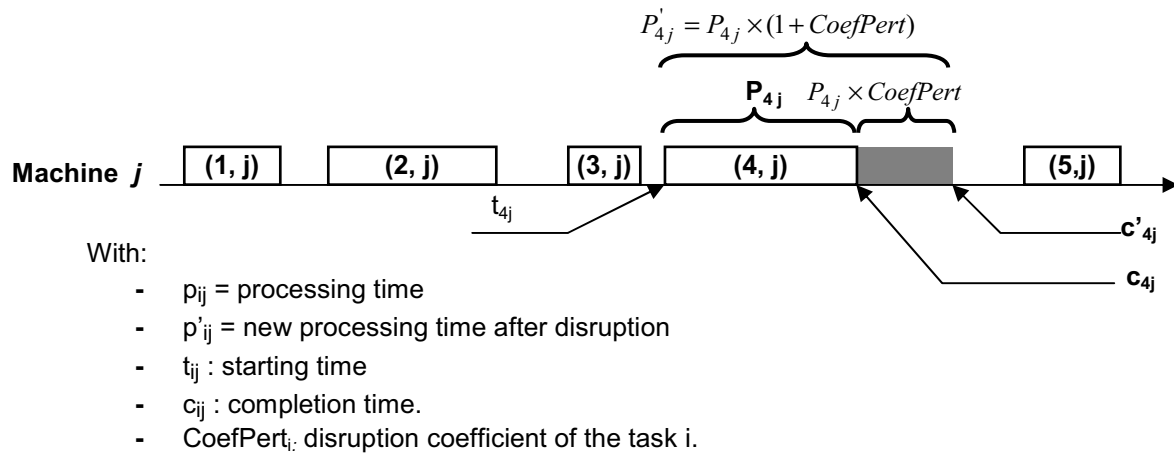 P'4j = P4j × (1 + CoefPert)
P4 j P4j × CoefPert
Machine j (1, j) (2, j) (3, j) (4, j) (5,j)
t4j
c'4j
With:
c4j
- pij = processing time
- p'ij = new processing time after disruption
- tij : starting time
- cij : completion time.
- CoefPerti: disruption coefficient of the task i.